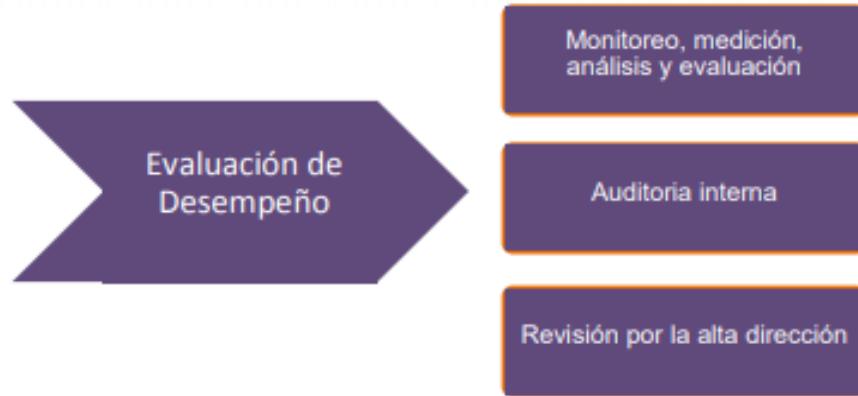 Evaluación de
Desempeño
Monitoreo, medición,
análisis y evaluación
Auditoria interna
Revisión por la alta dirección